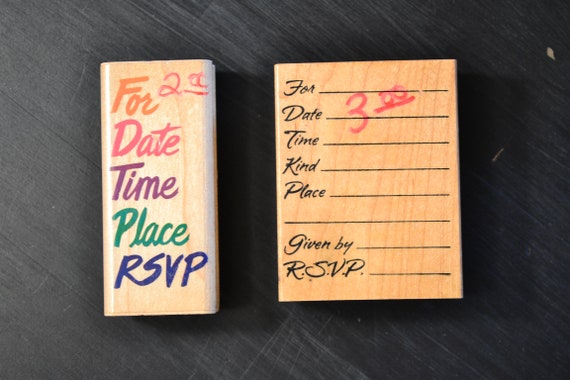 For 2.00
Date
Time
Place
RSVP
For
Date 3.00
Time
Kind
Place
Given by
R.S.V.P.